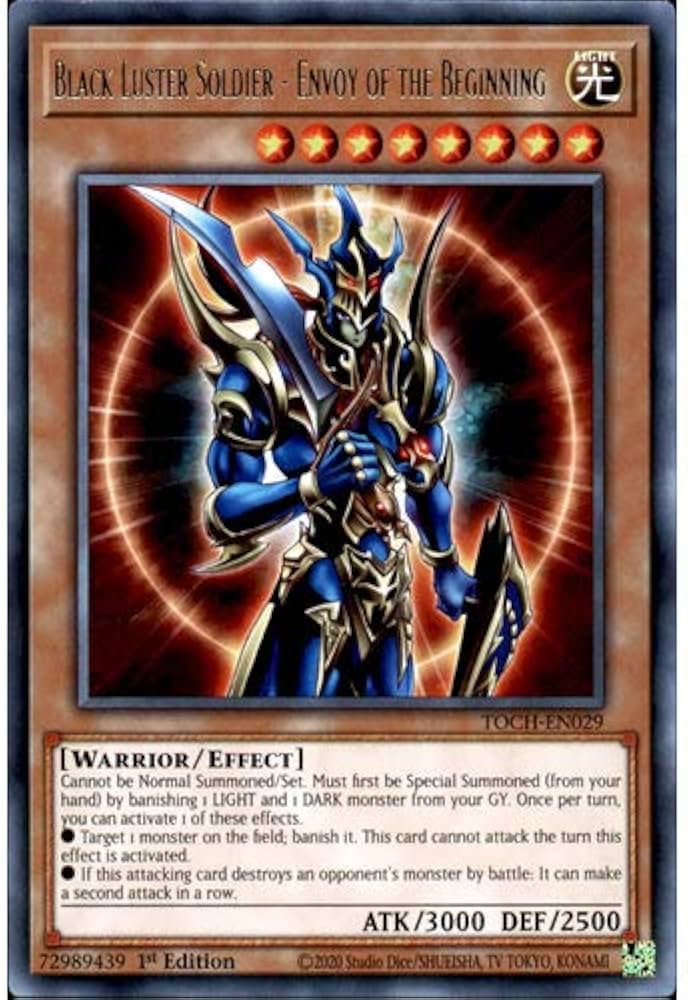 BLACK LUSTER SOLDIER - ENVOY OF THE BEGINNING
LIGHT
光
TOCH-EN029
[WARRIOR/EFFECT]
Cannot be Normal Summoned/Set. Must first be Special Summoned (from your
hand) by banishing 1 LIGHT and 1 DARK monster from your GY. Once per turn,
you can activate 1 of these effects.
● Target 1 monster on the field; banish it. This card cannot attack the turn this
effect is activated.
● If this attacking card destroys an opponent's monster by battle: It can make
a second attack in a row.
ATK/3000 DEF/2500
72989439 1st Edition ©2020 Studio Dice/SHUEISHA, TV TOKYO, KONAMI